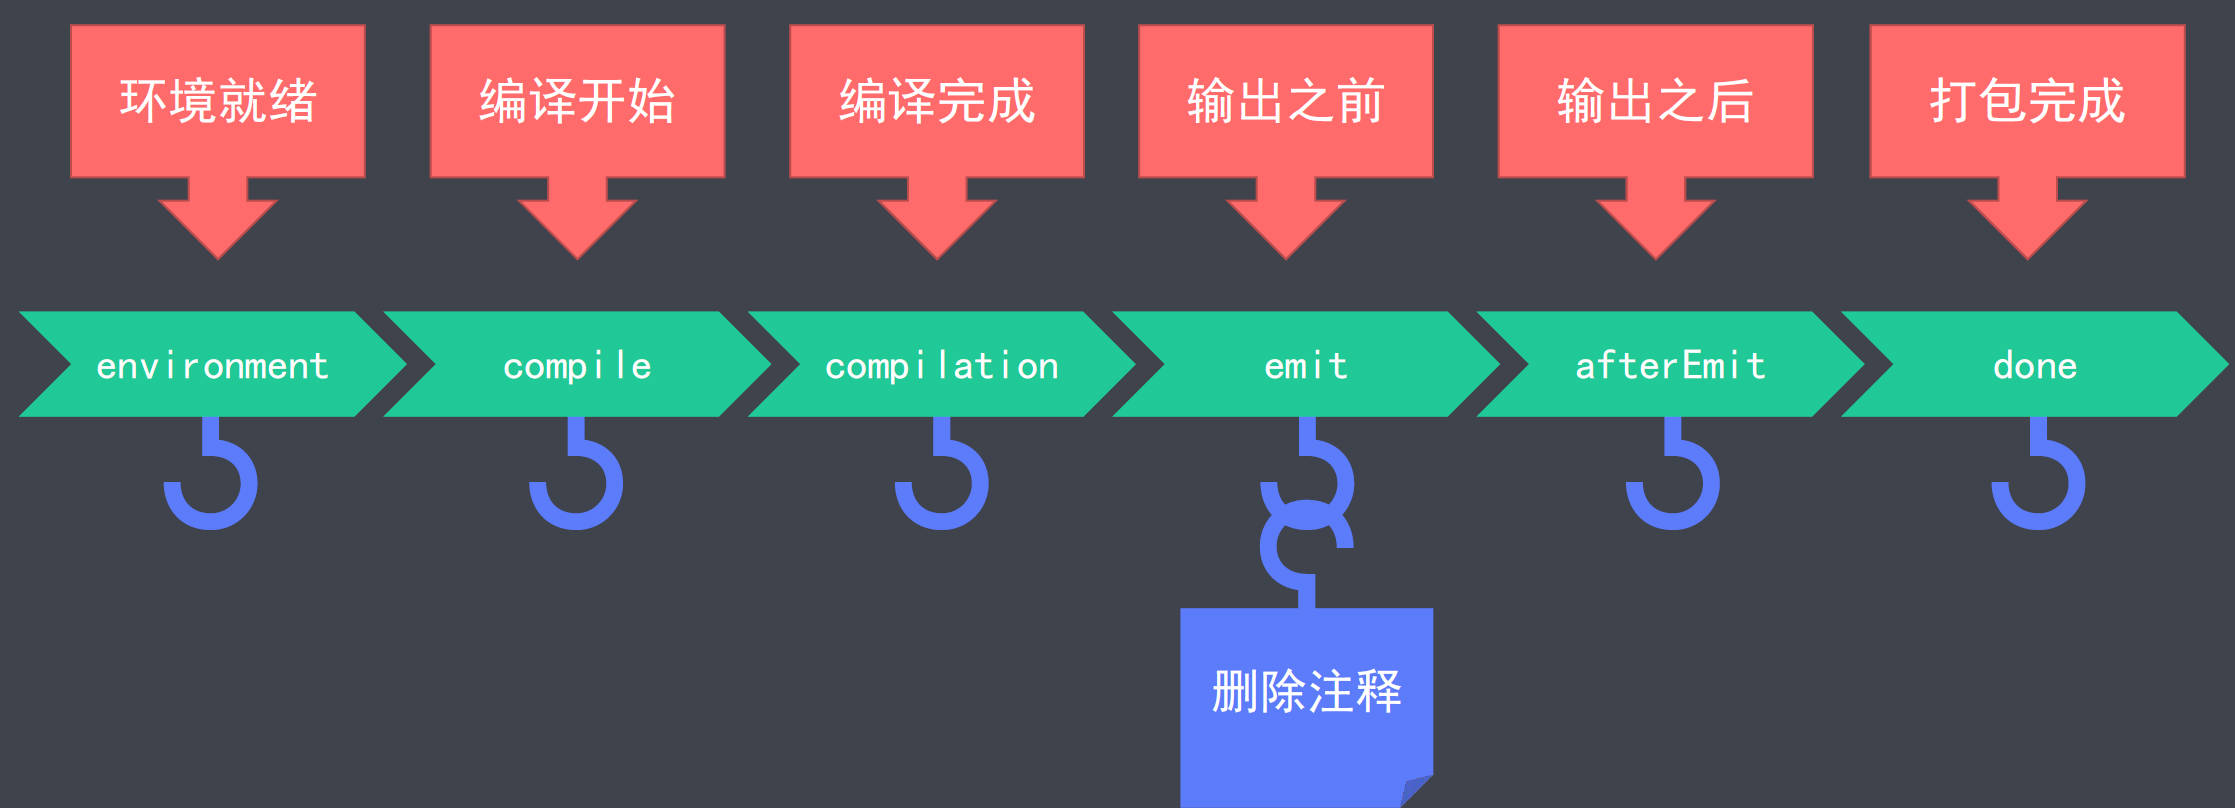 环境就绪
编译开始
编译完成
输出之前
输出之后
打包完成
environment
compile
compilation
emit
afterEmit
done
删除注释